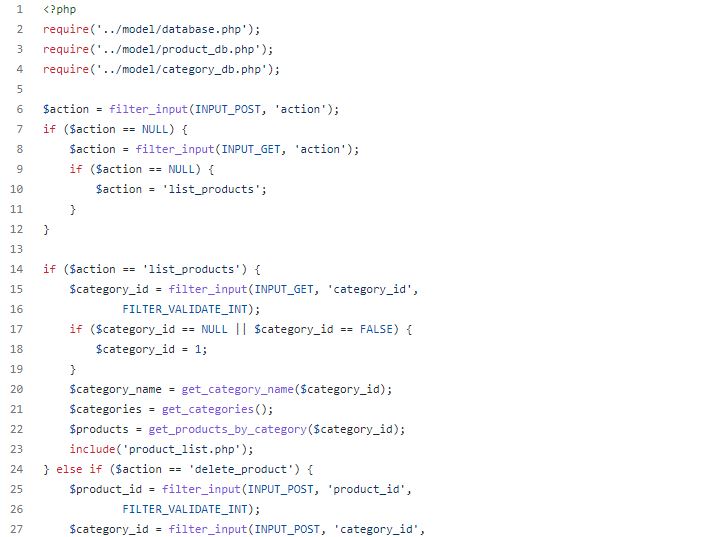 1 <?php
2 require('../model/database.php');
3 require('../model/product_db.php');
4 require('../model/category_db.php');
5
6 $action = filter_input(INPUT_POST, 'action');
7 if ($action == NULL) {
8     $action = filter_input(INPUT_GET, 'action');
9     if ($action == NULL) {
10         $action = 'list_products';
11     }
12 }
13
14 if ($action == 'list_products') {
15     $category_id = filter_input(INPUT_GET, 'category_id',
16             FILTER_VALIDATE_INT);
17     if ($category_id == NULL || $category_id == FALSE) {
18         $category_id = 1;
19     }
20     $category_name = get_category_name($category_id);
21     $categories = get_categories();
22     $products = get_products_by_category($category_id);
23     include('product_list.php');
24 } else if ($action == 'delete_product') {
25     $product_id = filter_input(INPUT_POST, 'product_id',
26             FILTER_VALIDATE_INT);
27     $category_id = filter_input(INPUT_POST, 'category_id',